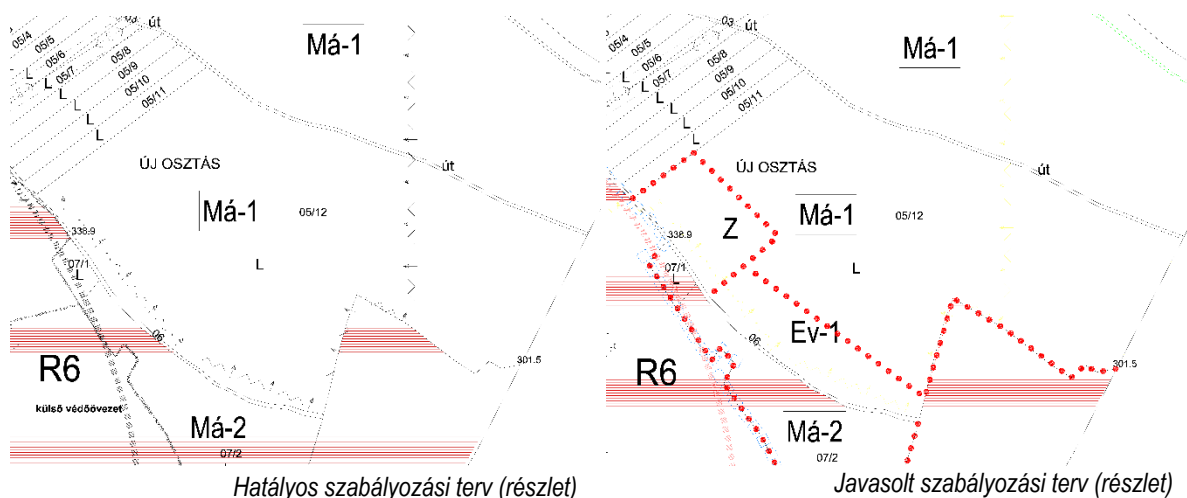 03 út
Má-1
05/4
05/5
05/6
05/7
05/8
05/9
05/10
05/11
L
L
L
L
L
L
ÚJ OSZTÁS
út
Má-1
05/12
338.9
07/1
L
L
06
R6
301.5
külső védőövezet
Má-2
07/2
Hatályos szabályozási terv (részlet)
03 út
Má-1
05/4
05/5
05/6
05/7
05/8
05/9
05/10
05/11
L
L
L
L
L
L
ÚJ OSZTÁS
út
Má-1
05/12
Z
338.9
07/1
L
L
Ev-1
06
R6
301.5
Má-2
07/2
Javasolt szabályozási terv (részlet)